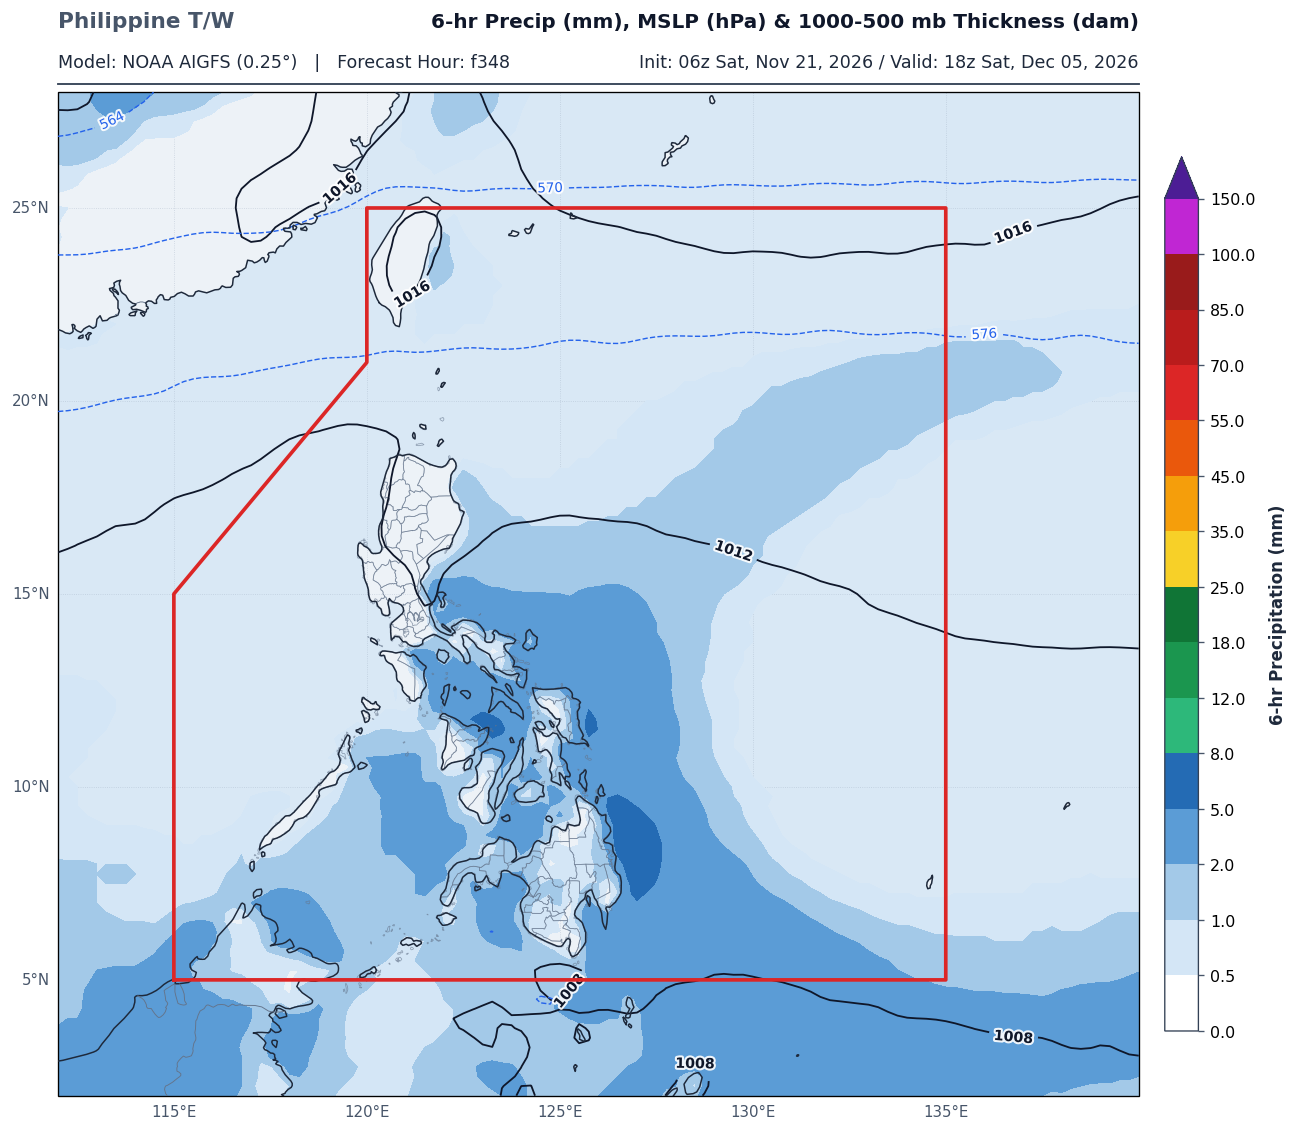 Philippine T/W
6-hr Precip (mm), MSLP (hPa) & 1000-500 mb Thickness (dam)
Model: NOAA AIGFS (0.25°) | Forecast Hour: f348
Init: 06z Sat, Nov 21, 2026 / Valid: 18z Sat, Dec 05, 2026
564
1016
570
1016
1016
576
1012
1008
1008
1008
25°N
20°N
15°N
10°N
5°N
115°E
120°E
125°E
130°E
135°E
150.0
100.0
85.0
70.0
55.0
45.0
35.0
25.0
18.0
12.0
8.0
5.0
2.0
1.0
0.5
0.0
6-hr Precipitation (mm)